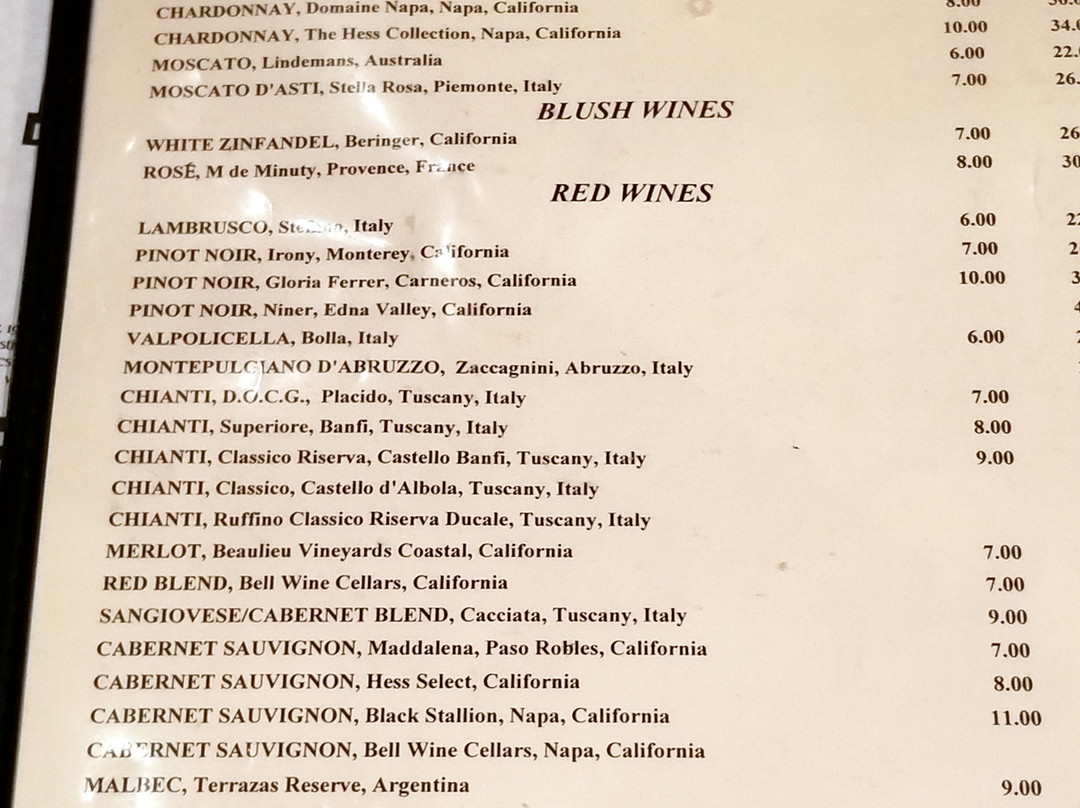 CHARDONNAY, Domaine Napa, Napa, California 8.00
CHARDONNAY, The Hess Collection, Napa, California 10.00 34.
MOSCATO, Lindemans, Australia 6.00 22.
MOSCATO D'ASTI, Stella Rosa, Piemonte, Italy 7.00 26.
BLUSH WINES
WHITE ZINFANDEL, Beringer, California 7.00 26
ROSÉ, M de Minuty, Provence, France 8.00 30
RED WINES
LAMBRUSCO, Italy 6.00
PINOT NOIR, Irony, Monterey, California 7.00
PINOT NOIR, Gloria Ferrer, Carneros, California 10.00
PINOT NOIR, Niner, Edna Valley, California
VALPOLICELLA, Bolla, Italy 6.00
MONTEPULCIANO D'ABRUZZO, Zaccagnini, Abruzzo, Italy
CHIANTI, D.O.C.G., Placido, Tuscany, Italy 7.00
CHIANTI, Superiore, Banfi, Tuscany, Italy 8.00
CHIANTI, Classico Riserva, Castello Banfi, Tuscany, Italy 9.00
CHIANTI, Classico, Castello d'Albola, Tuscany, Italy
CHIANTI, Ruffino Classico Riserva Ducale, Tuscany, Italy
MERLOT, Beaulieu Vineyards Coastal, California 7.00
RED BLEND, Bell Wine Cellars, California 7.00
SANGIOVESE/CABERNET BLEND, Cacciata, Tuscany, Italy 9.00
CABERNET SAUVIGNON, Maddalena, Paso Robles, California 7.00
CABERNET SAUVIGNON, Hess Select, California 8.00
CABERNET SAUVIGNON, Black Stallion, Napa, California 11.00
CABERNET SAUVIGNON, Bell Wine Cellars, Napa, California
MALBEC, Terrazas Reserve, Argentina 9.00